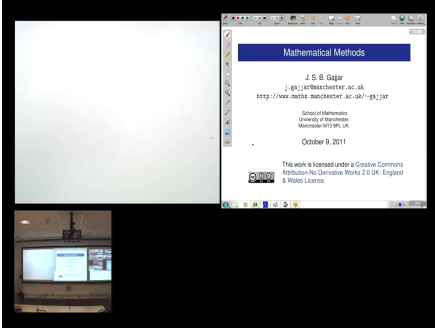 Mathematical Methods
J. S. B. Gajjar
j.gajjar@manchester.ac.uk
http://www.maths.manchester.ac.uk/~gajjar
School of Mathematics
University of Manchester,
Manchester M13 9PL UK.
October 9, 2011
This work is licensed under a Creative Commons
Attribution-No Derivative Works 2.0 UK: England
& Wales License.